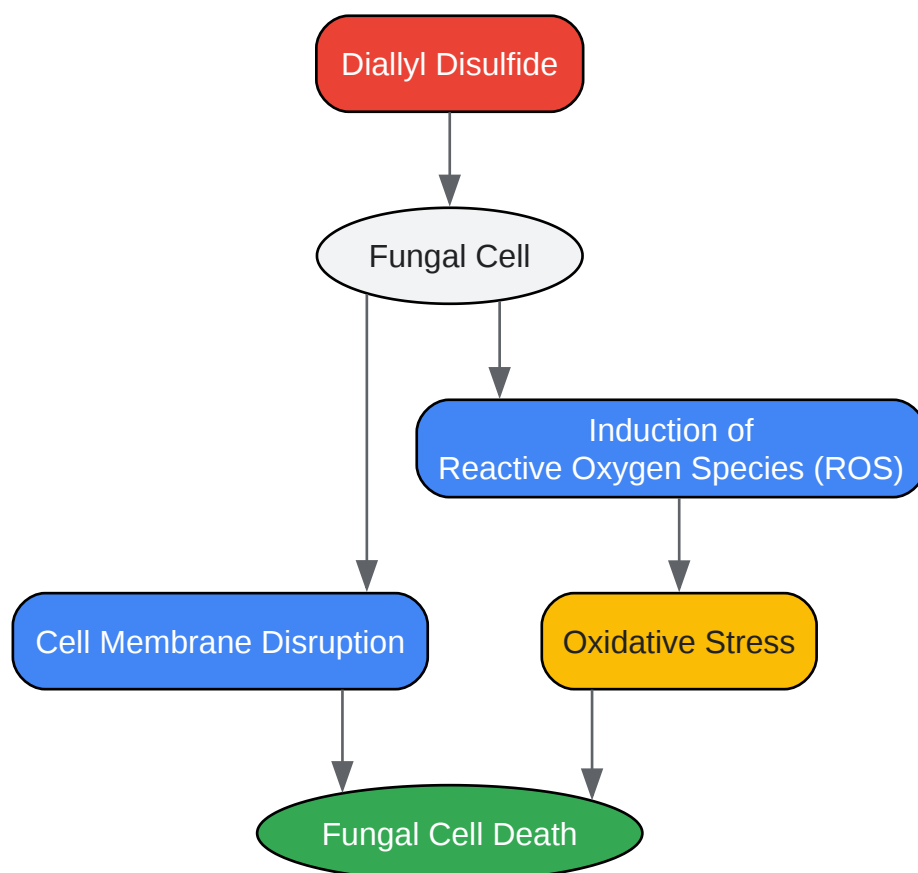 Diallyl Disulfide
Fungal Cell
Induction of
Reactive Oxygen Species (ROS)
Cell Membrane Disruption
Oxidative Stress
Fungal Cell Death